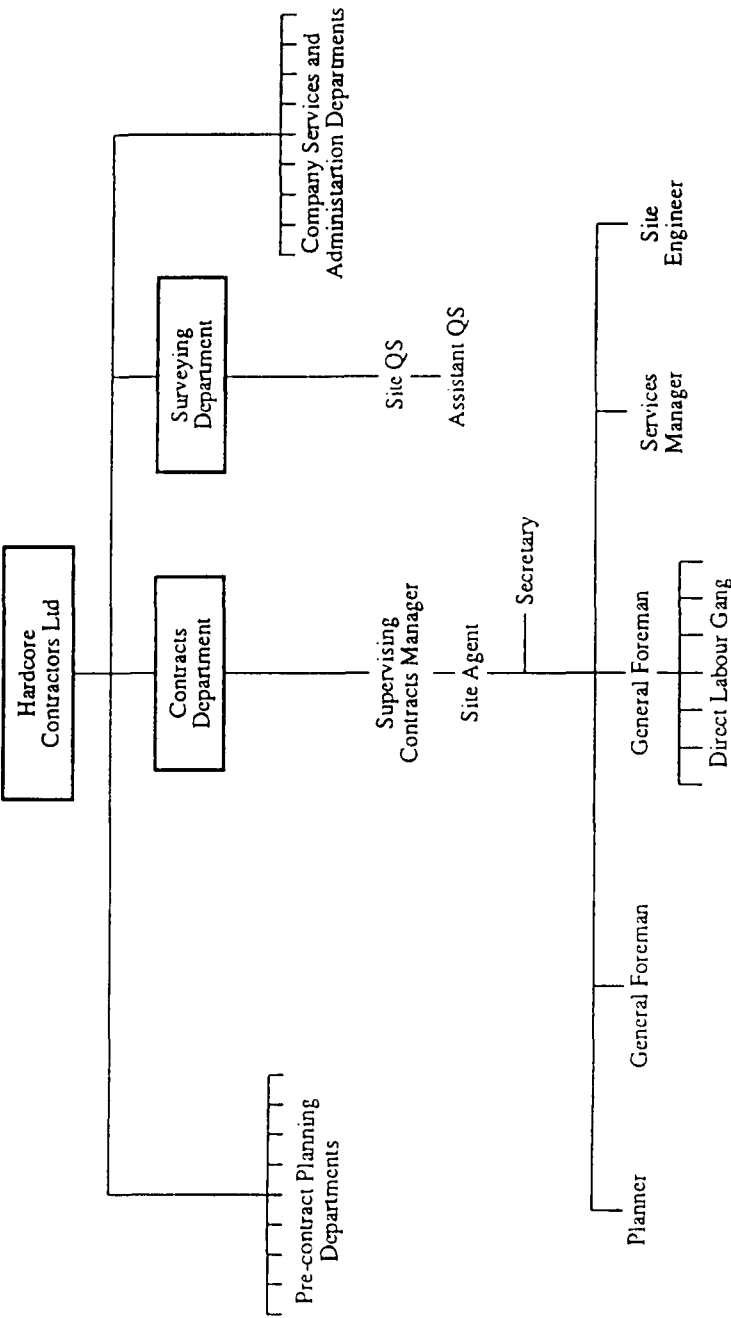 Hardcore
Contractors Ltd
Contracts
Department
Surveying
Department
Pre-contract Planning
Departments
Company Services and
Administartion Departments
Supervising
Contracts Manager
Site QS
Site Agent
Assistant QS
Secretary
Planner
General Foreman
General Foreman
Services
Manager
Site
Engineer
Direct Labour Gang